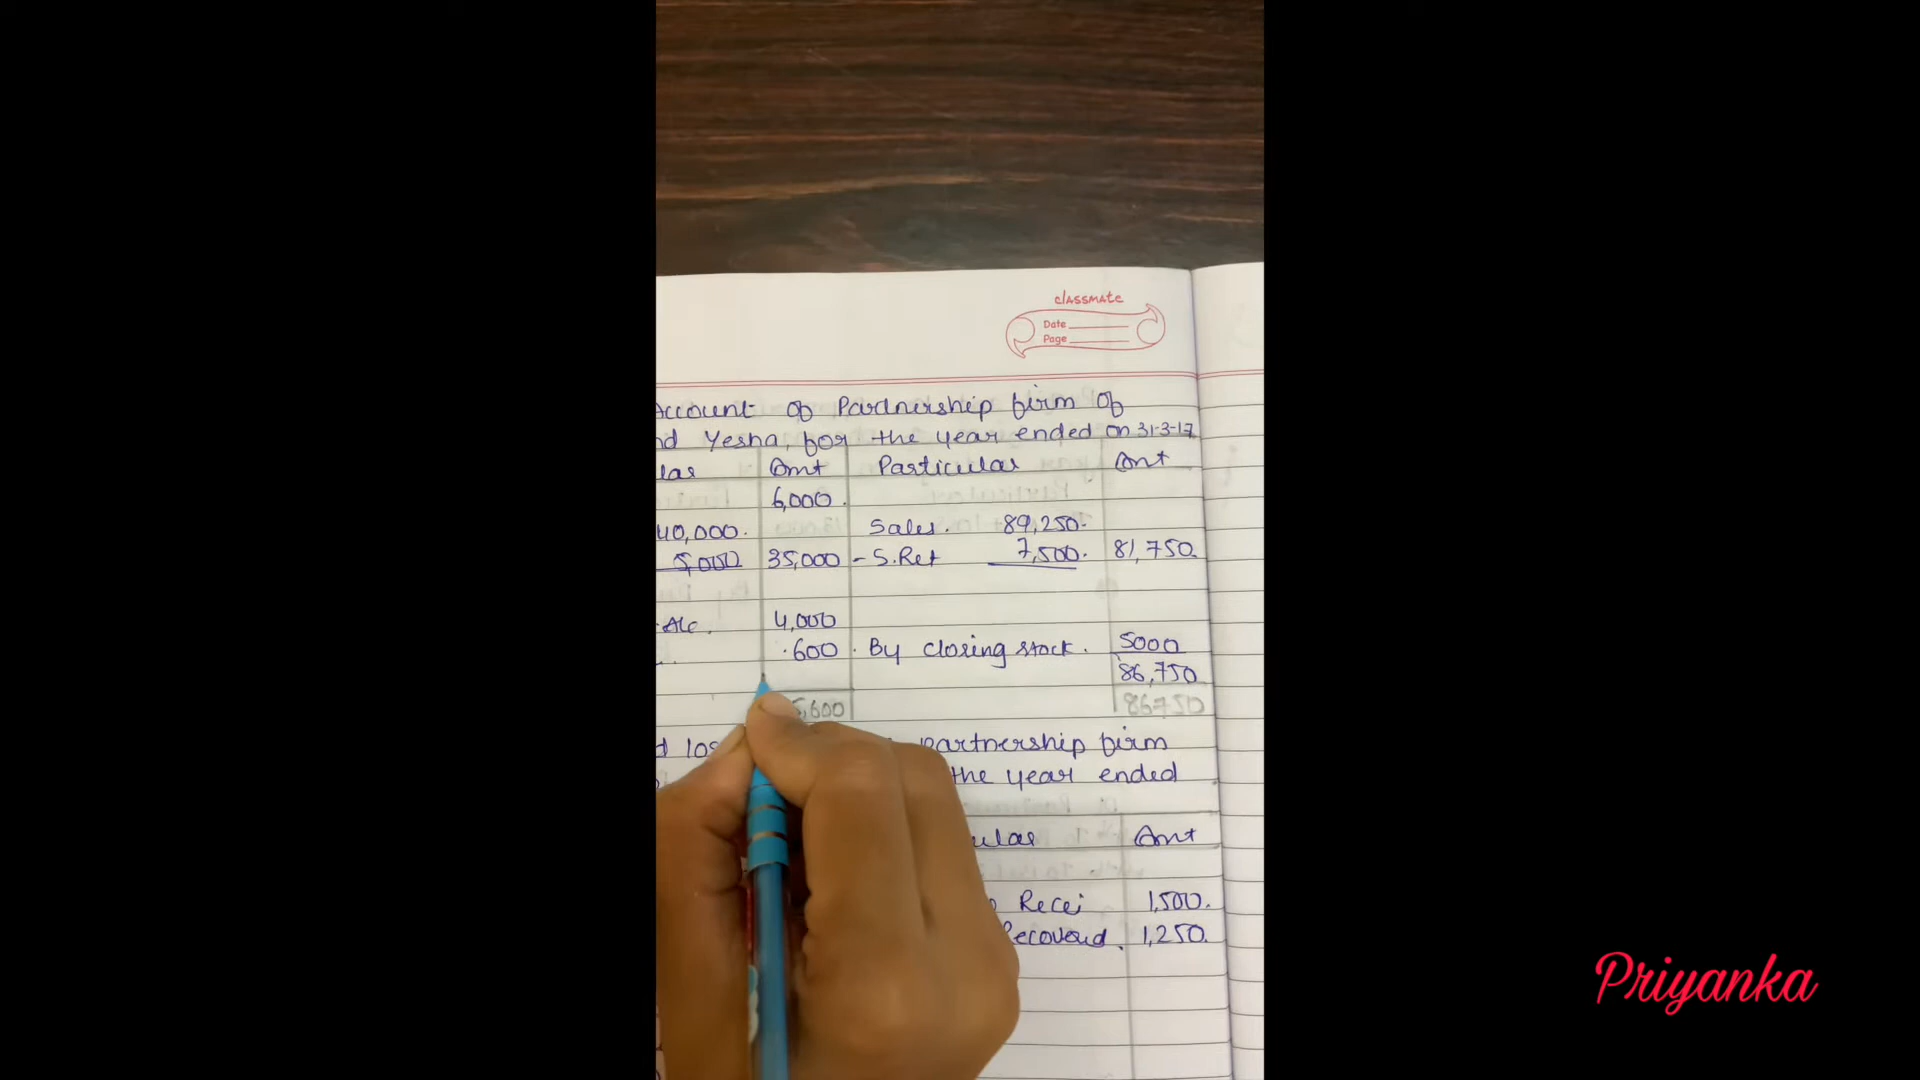 classmate
Date
Page
Account of Partnership firm of
nd Yesha, for the year ended on 31-3-17
lar Amt Particular Amt
6,000.
40,000. Sales. 89,250.
5,000 35,000 - S.Ret 7,500. 81,750.
4,000
600. By closing stock. 5000
86,750
5,600 86750
partnership firm
the year ended
ular Amt
Recei 1,500.
Recovered. 1,250.
Priyanka